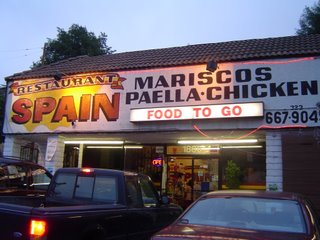 RESTAURANT
SPAIN
MARISCOS
PAELLA·CHICKEN
FOOD TO GO
667-904
OPEN